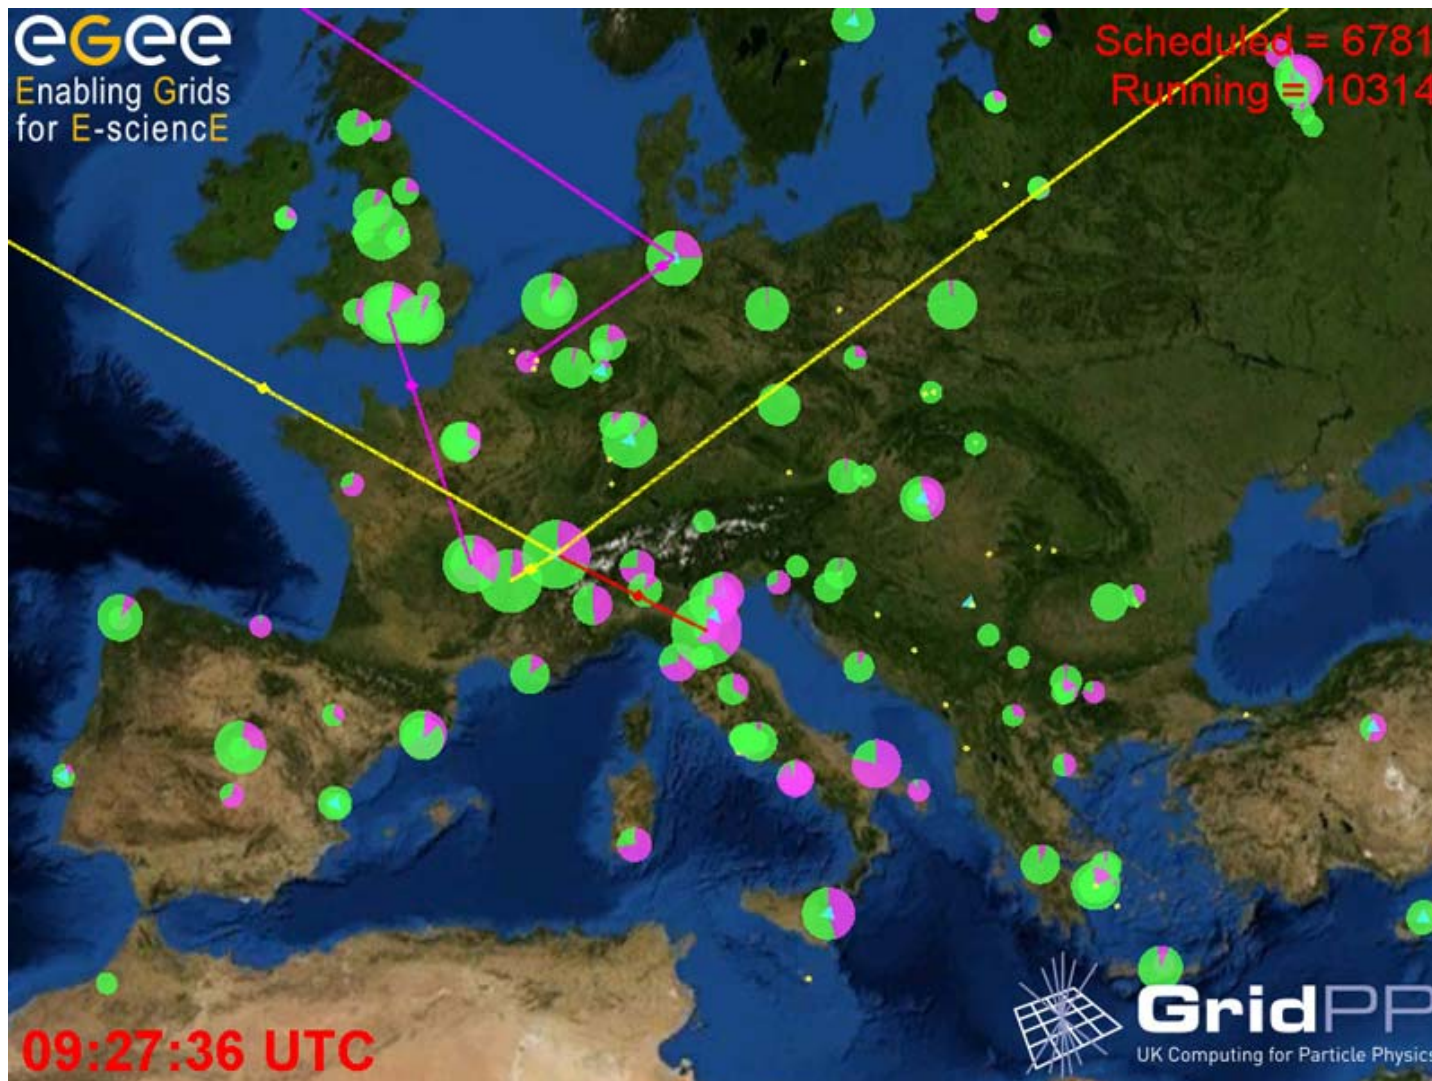 egee
Enabling Grids
for E-sciencE
Scheduled = 6781
Running = 10314
09:27:36 UTC
GridPP
UK Computing for Particle Physics